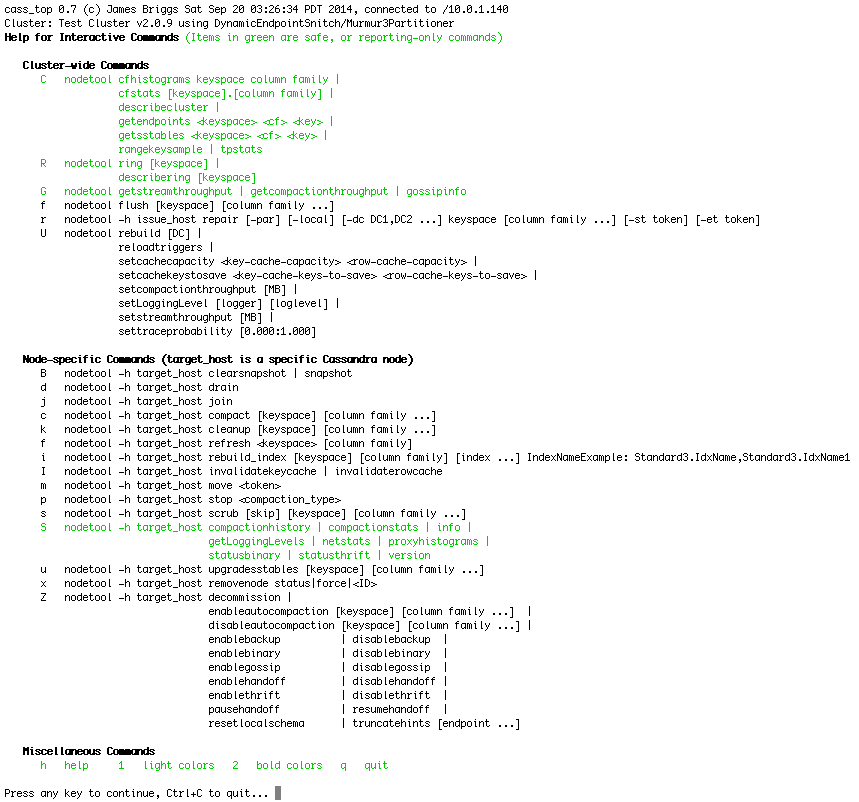 cass_top 0.7 (c) James Briggs Sat Sep 20 03:26:34 PDT 2014, connected to /10.0.1.140
Cluster: Test Cluster v2.0.9 using DynamicEndpointSnitch/Murmur3Partitioner
Help for Interactive Commands (Items in green are safe, or reporting-only commands)
Cluster-wide Commands
C nodetool cfhistograms keyspace column family |
cfstats [keyspace].[column family] |
describecluster |
getendpoints <keyspace> <cf> <key> |
getsstables <keyspace> <cf> <key> |
rangekeysample | tpstats
R nodetool ring [keyspace] |
describering [keyspace]
G nodetool getstreamthroughput | getcompactionthroughput | gossipinfo
f nodetool flush [keyspace] [column family ...]
r nodetool -h issue_host repair [-par] [-local] [-dc DC1,DC2 ...] keyspace [column family ...] [-st token] [-et token]
U nodetool rebuild [DC] |
reloadtriggers |
setcachecapacity <key-cache-capacity> <row-cache-capacity> |
setcachekeystosave <key-cache-keys-to-save> <row-cache-keys-to-save> |
setcompactionthroughput [MB] |
setLoggingLevel [logger] [loglevel] |
setstreamthroughput [MB] |
settraceprobability [0.000:1.000]
Node-specific Commands (target_host is a specific Cassandra node)
B nodetool -h target_host clearsnapshot | snapshot
d nodetool -h target_host drain
j nodetool -h target_host join
c nodetool -h target_host compact [keyspace] [column family ...]
k nodetool -h target_host cleanup [keyspace] [column family ...]
f nodetool -h target_host refresh <keyspace> [column family]
i nodetool -h target_host rebuild_index [keyspace] [column family] [index ...] IndexNameExample: Standard3.IdxName,Standard3.IdxName1
I nodetool -h target_host invalidatekeycache | invalidaterowcache
m nodetool -h target_host move <token>
p nodetool -h target_host stop <compaction_type>
s nodetool -h target_host scrub [skip] [keyspace] [column family ...]
S nodetool -h target_host compactionhistory | compactionstats | info |
getLoggingLevels | netstats | proxyhistograms |
statusbinary | statusthrift | version
u nodetool -h target_host upgradesstables [keyspace] [column family ...]
x nodetool -h target_host removenode status|force|<ID>
Z nodetool -h target_host decommission |
enableautocompaction [keyspace] [column family ...] |
disableautocompaction [keyspace] [column family ...] |
enablebackup | disablebackup |
enablebinary | disablebinary |
enablegossip | disablegossip |
enablehandoff | disablehandoff |
enablethrift | disablethrift |
pausehandoff | resumehandoff |
resetlocalschema | truncatehints [endpoint ...]
Miscellaneous Commands
h help 1 light colors 2 bold colors q quit
Press any key to continue, Ctrl+C to quit...